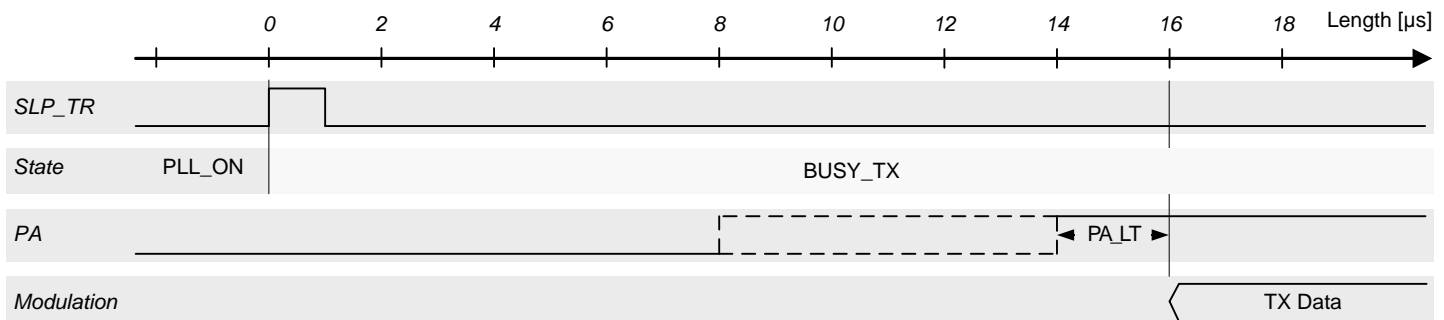 0 2 4 6 8 10 12 14 16 18 Length [µs]
SLP_TR
State PLL_ON BUSY_TX
PA PA_LT
Modulation TX Data